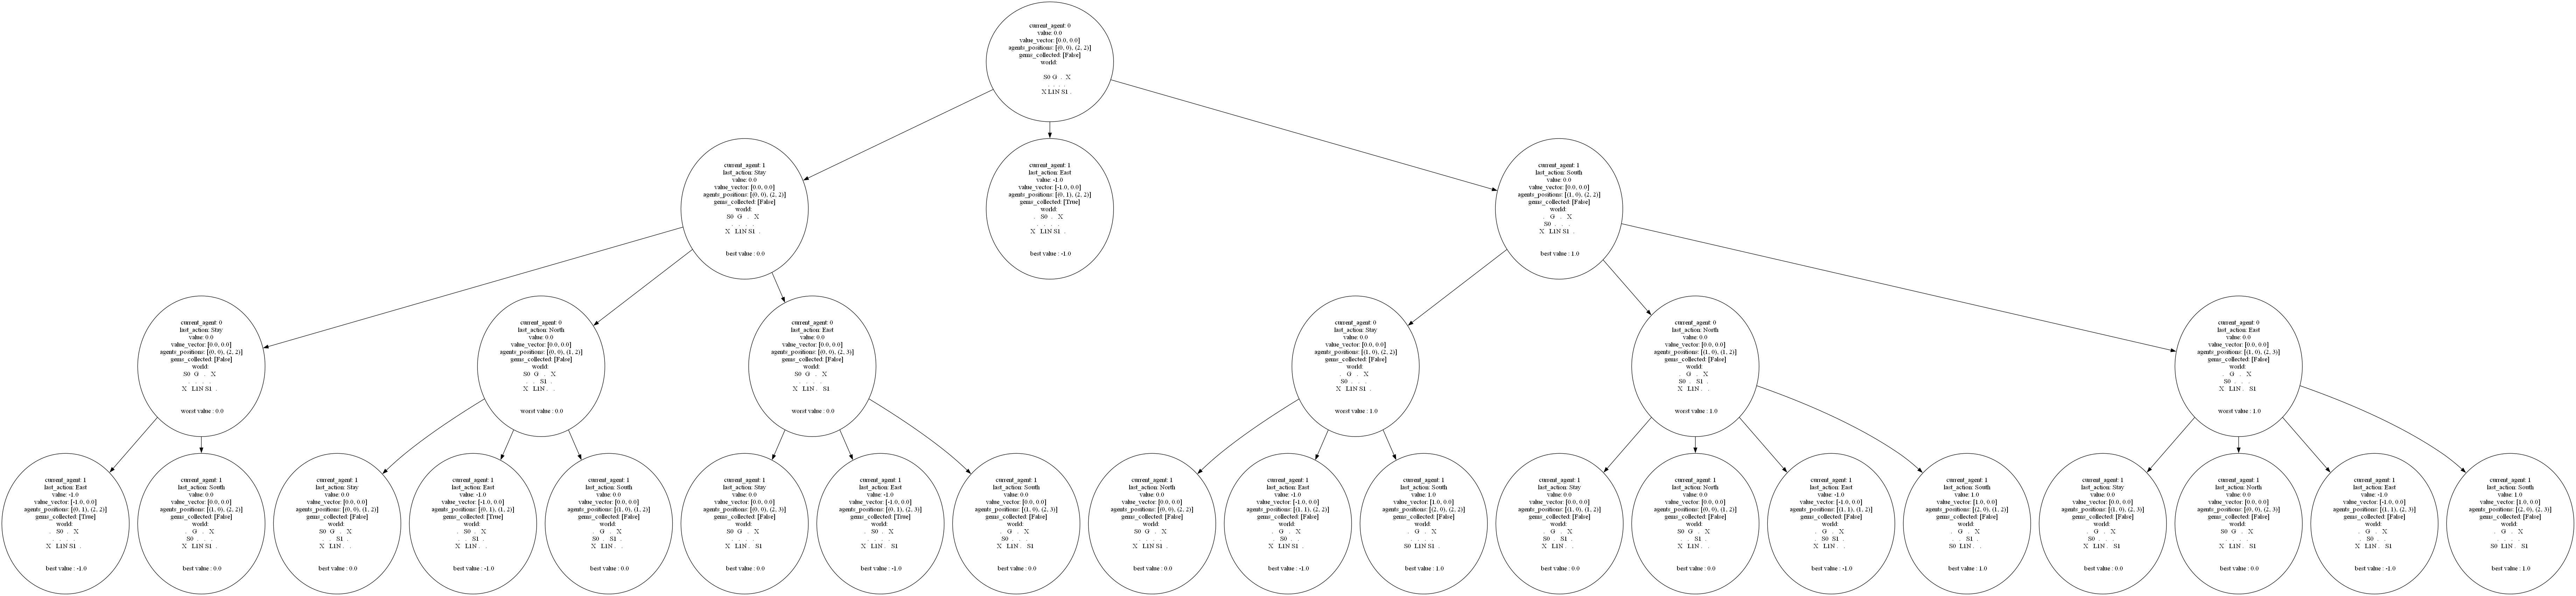 current_agent: 0
value: 0.0
value_vector: [0.0, 0.0]
agents_positions: [(0, 0), (2, 2)]
gems_collected: [False]
world:
S0 G . X
. . . .
X L1N S1 .
current_agent: 1
last_action: Stay
value: 0.0
value_vector: [0.0, 0.0]
agents_positions: [(0, 0), (2, 2)]
gems_collected: [False]
world:
S0 G . X
. . . .
X L1N S1 .
best value : 0.0
current_agent: 1
last_action: East
value: -1.0
value_vector: [-1.0, 0.0]
agents_positions: [(0, 1), (2, 2)]
gems_collected: [True]
world:
. S0 . X
. . . .
X L1N S1 .
best value : -1.0
current_agent: 1
last_action: South
value: 0.0
value_vector: [0.0, 0.0]
agents_positions: [(1, 0), (2, 2)]
gems_collected: [False]
world:
. G . X
S0 . . .
X L1N S1 .
best value : 1.0
current_agent: 0
last_action: Stay
value: 0.0
value_vector: [0.0, 0.0]
agents_positions: [(0, 0), (2, 2)]
gems_collected: [False]
world:
S0 G . X
. . . .
X L1N S1 .
worst value : 0.0
current_agent: 0
last_action: North
value: 0.0
value_vector: [0.0, 0.0]
agents_positions: [(0, 0), (1, 2)]
gems_collected: [False]
world:
S0 G . X
. . S1 .
X L1N . .
worst value : 0.0
current_agent: 0
last_action: East
value: 0.0
value_vector: [0.0, 0.0]
agents_positions: [(0, 0), (2, 3)]
gems_collected: [False]
world:
S0 G . X
. . . .
X L1N . S1
worst value : 0.0
current_agent: 0
last_action: Stay
value: 0.0
value_vector: [0.0, 0.0]
agents_positions: [(1, 0), (2, 2)]
gems_collected: [False]
world:
. G . X
S0 . . .
X L1N S1 .
worst value : 1.0
current_agent: 0
last_action: North
value: 0.0
value_vector: [0.0, 0.0]
agents_positions: [(1, 0), (1, 2)]
gems_collected: [False]
world:
. G . X
S0 . S1 .
X L1N . .
worst value : 1.0
current_agent: 0
last_action: East
value: 0.0
value_vector: [0.0, 0.0]
agents_positions: [(1, 0), (2, 3)]
gems_collected: [False]
world:
. G . X
S0 . . .
X L1N . S1
worst value : 1.0
current_agent: 1
last_action: East
value: -1.0
value_vector: [-1.0, 0.0]
agents_positions: [(0, 1), (2, 2)]
gems_collected: [True]
world:
. S0 . X
. . . .
X L1N S1 .
best value : -1.0
current_agent: 1
last_action: South
value: 0.0
value_vector: [0.0, 0.0]
agents_positions: [(1, 0), (2, 2)]
gems_collected: [False]
world:
. G . X
S0 . . .
X L1N S1 .
best value : 0.0
current_agent: 1
last_action: Stay
value: 0.0
value_vector: [0.0, 0.0]
agents_positions: [(0, 0), (1, 2)]
gems_collected: [False]
world:
S0 G . X
. . S1 .
X L1N . .
best value : 0.0
current_agent: 1
last_action: East
value: -1.0
value_vector: [-1.0, 0.0]
agents_positions: [(0, 1), (1, 2)]
gems_collected: [True]
world:
. S0 . X
. . S1 .
X L1N . .
best value : -1.0
current_agent: 1
last_action: South
value: 0.0
value_vector: [0.0, 0.0]
agents_positions: [(1, 0), (1, 2)]
gems_collected: [False]
world:
. G . X
S0 . S1 .
X L1N . .
best value : 0.0
current_agent: 1
last_action: Stay
value: 0.0
value_vector: [0.0, 0.0]
agents_positions: [(0, 0), (2, 3)]
gems_collected: [False]
world:
S0 G . X
. . . .
X L1N . S1
best value : 0.0
current_agent: 1
last_action: East
value: -1.0
value_vector: [-1.0, 0.0]
agents_positions: [(0, 1), (2, 3)]
gems_collected: [True]
world:
. S0 . X
. . . .
X L1N . S1
best value : -1.0
current_agent: 1
last_action: South
value: 0.0
value_vector: [0.0, 0.0]
agents_positions: [(1, 0), (2, 3)]
gems_collected: [False]
world:
. G . X
S0 . . .
X L1N . S1
best value : 0.0
current_agent: 1
last_action: North
value: 0.0
value_vector: [0.0, 0.0]
agents_positions: [(0, 0), (2, 2)]
gems_collected: [False]
world:
S0 G . X
. . . .
X L1N S1 .
best value : 0.0
current_agent: 1
last_action: East
value: -1.0
value_vector: [-1.0, 0.0]
agents_positions: [(1, 1), (2, 2)]
gems_collected: [False]
world:
. G . X
. S0 . .
X L1N S1 .
best value : -1.0
current_agent: 1
last_action: South
value: 1.0
value_vector: [1.0, 0.0]
agents_positions: [(2, 0), (2, 2)]
gems_collected: [False]
world:
. G . X
. . . .
S0 L1N S1 .
best value : 1.0
current_agent: 1
last_action: Stay
value: 0.0
value_vector: [0.0, 0.0]
agents_positions: [(1, 0), (1, 2)]
gems_collected: [False]
world:
. G . X
S0 . S1 .
X L1N . .
best value : 0.0
current_agent: 1
last_action: North
value: 0.0
value_vector: [0.0, 0.0]
agents_positions: [(0, 0), (1, 2)]
gems_collected: [False]
world:
S0 G . X
. . S1 .
X L1N . .
best value : 0.0
current_agent: 1
last_action: East
value: -1.0
value_vector: [-1.0, 0.0]
agents_positions: [(1, 1), (1, 2)]
gems_collected: [False]
world:
. G . X
. S0 S1 .
X L1N . .
best value : -1.0
current_agent: 1
last_action: South
value: 1.0
value_vector: [1.0, 0.0]
agents_positions: [(2, 0), (1, 2)]
gems_collected: [False]
world:
. G . X
. . S1 .
S0 L1N . .
best value : 1.0
current_agent: 1
last_action: Stay
value: 0.0
value_vector: [0.0, 0.0]
agents_positions: [(1, 0), (2, 3)]
gems_collected: [False]
world:
. G . X
S0 . . .
X L1N . S1
best value : 0.0
current_agent: 1
last_action: North
value: 0.0
value_vector: [0.0, 0.0]
agents_positions: [(0, 0), (2, 3)]
gems_collected: [False]
world:
S0 G . X
. . . .
X L1N . S1
best value : 0.0
current_agent: 1
last_action: East
value: -1.0
value_vector: [-1.0, 0.0]
agents_positions: [(1, 1), (2, 3)]
gems_collected: [False]
world:
. G . X
. S0 . .
X L1N . S1
best value : -1.0
current_agent: 1
last_action: South
value: 1.0
value_vector: [1.0, 0.0]
agents_positions: [(2, 0), (2, 3)]
gems_collected: [False]
world:
. G . X
. . . .
S0 L1N . S1
best value : 1.0